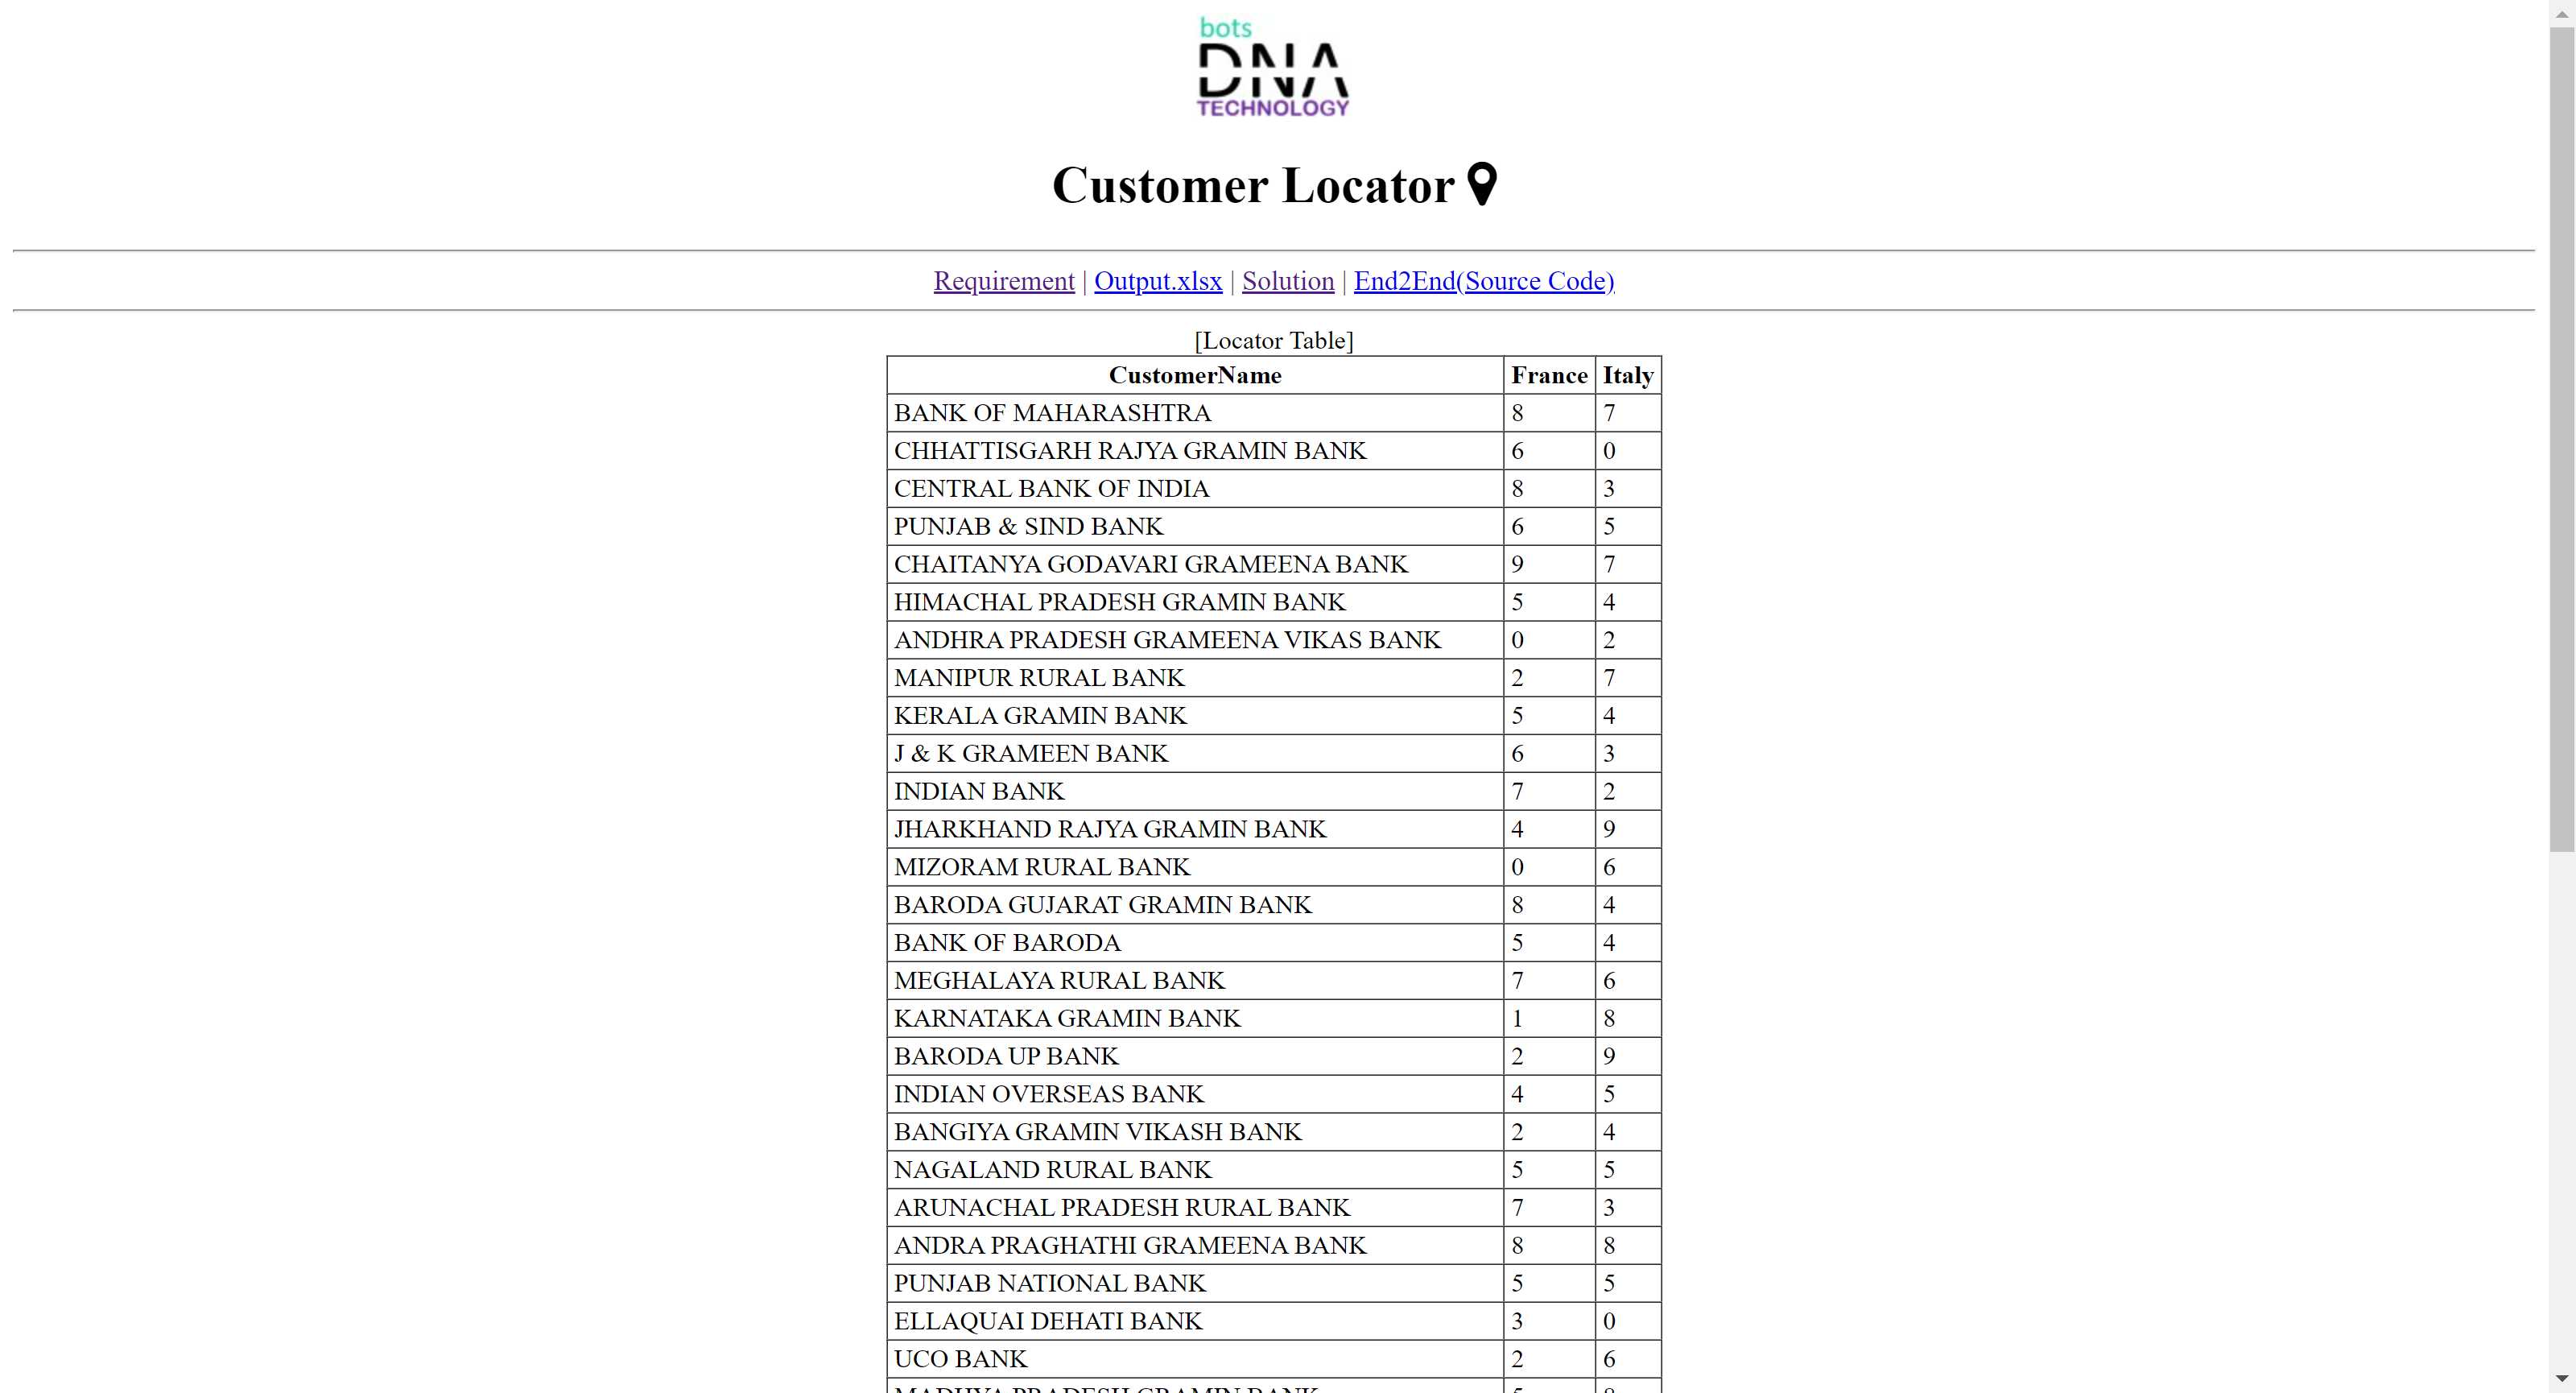 bots
DNA
TECHNOLOGY
Customer Locator
Requirement | Output.xlsx | Solution | End2End(Source Code)
[Locator Table]
CustomerName France Italy
BANK OF MAHARASHTRA 8 7
CHHATTISGARH RAJYA GRAMIN BANK 6 0
CENTRAL BANK OF INDIA 8 3
PUNJAB & SIND BANK 6 5
CHAITANYA GODAVARI GRAMEENA BANK 9 7
HIMACHAL PRADESH GRAMIN BANK 5 4
ANDHRA PRADESH GRAMEENA VIKAS BANK 0 2
MANIPUR RURAL BANK 2 7
KERALA GRAMIN BANK 5 4
J & K GRAMEEN BANK 6 3
INDIAN BANK 7 2
JHARKHAND RAJYA GRAMIN BANK 4 9
MIZORAM RURAL BANK 0 6
BARODA GUJARAT GRAMIN BANK 8 4
BANK OF BARODA 5 4
MEGHALAYA RURAL BANK 7 6
KARNATAKA GRAMIN BANK 1 8
BARODA UP BANK 2 9
INDIAN OVERSEAS BANK 4 5
BANGIYA GRAMIN VIKASH BANK 2 4
NAGALAND RURAL BANK 5 5
ARUNACHAL PRADESH RURAL BANK 7 3
ANDRA PRAGHATHI GRAMEENA BANK 8 8
PUNJAB NATIONAL BANK 5 5
ELLAQUAI DEHATI BANK 3 0
UCO BANK 2 6
MADHYA PRADESH GRAMIN BANK